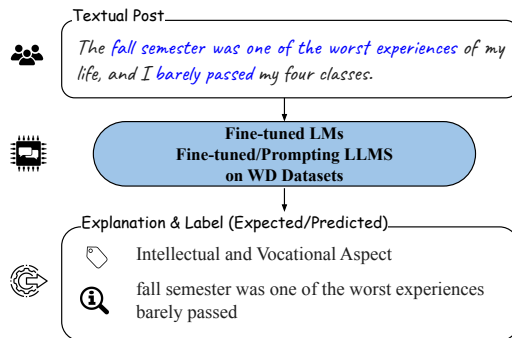 Textual Post
The fall semester was one of the worst experiences of my
life, and I barely passed my four classes.
Fine-tuned LMs
Fine-tuned/Prompting LLMS
on WD Datasets
Explanation & Label (Expected/Predicted)
Intellectual and Vocational Aspect
fall semester was one of the worst experiences
barely passed